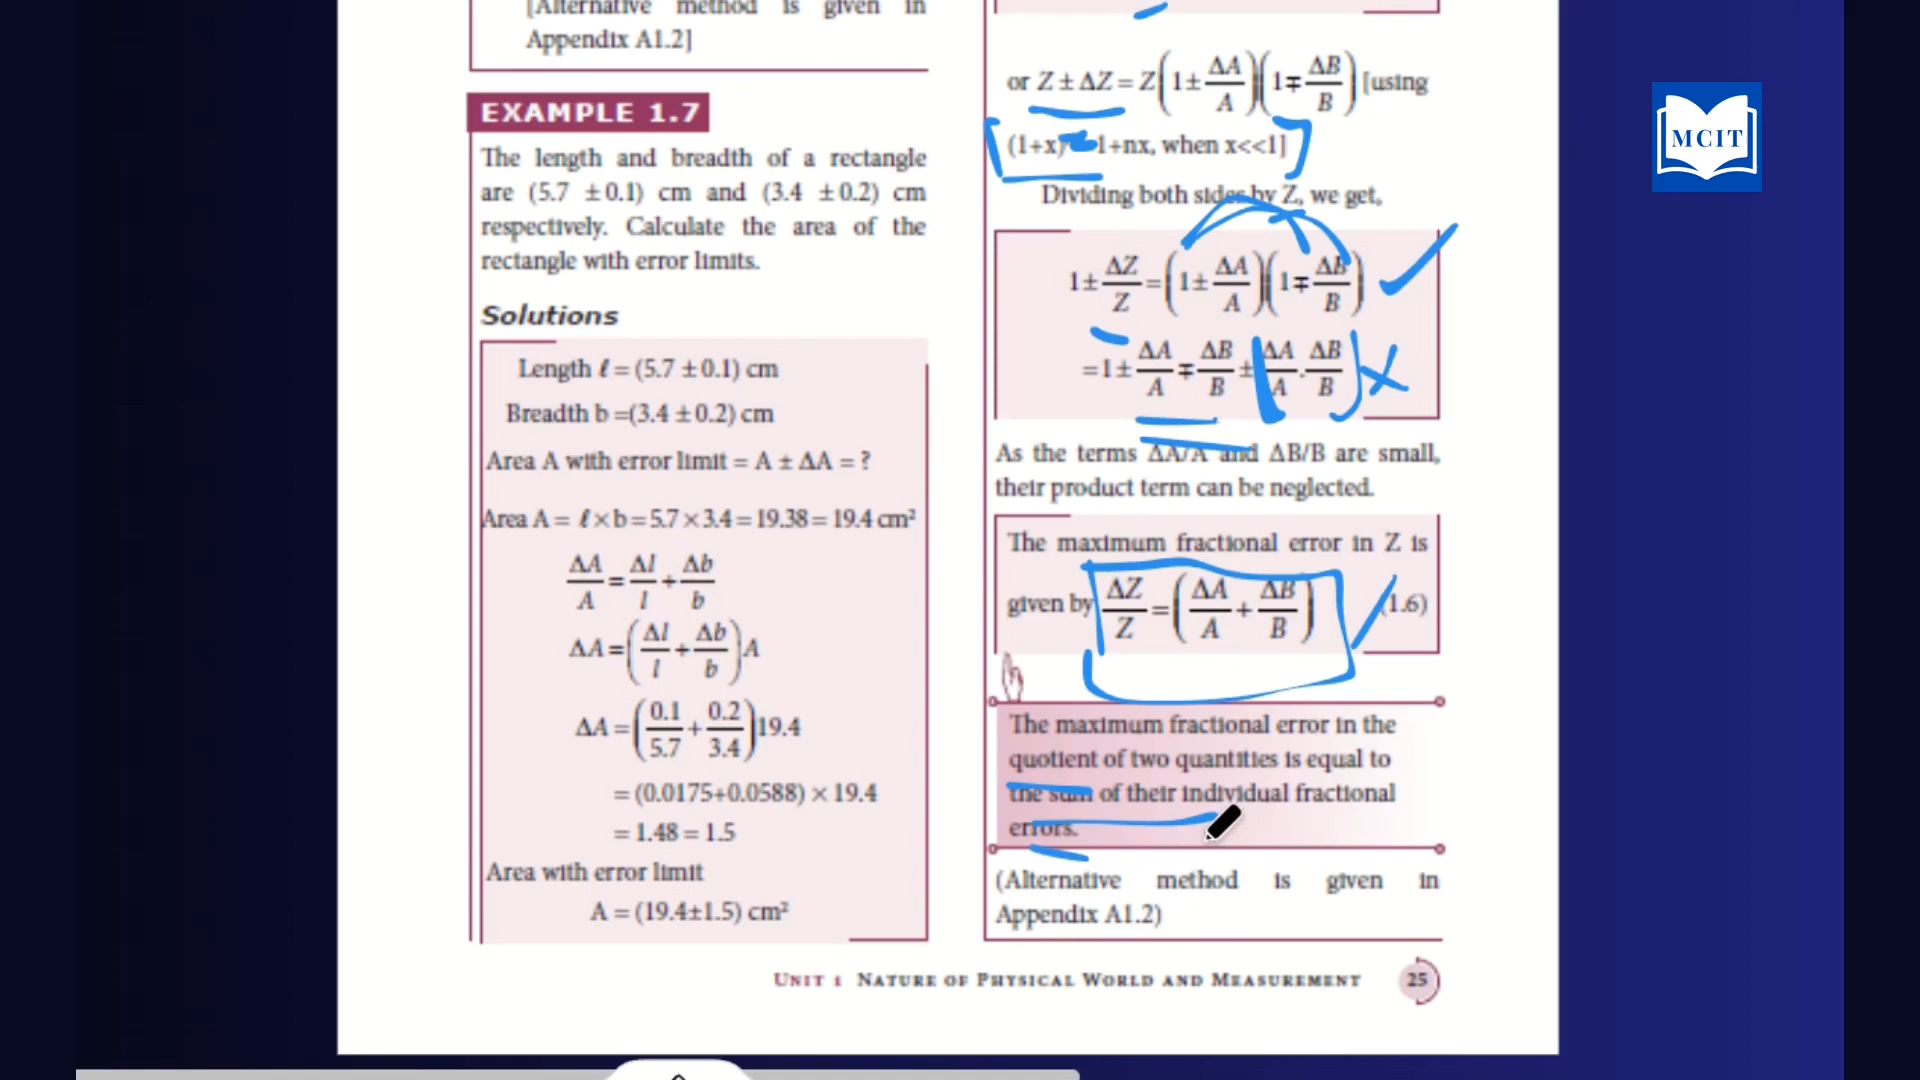 [Alternative method is given in
Appendix A1.2]
EXAMPLE 1.7
The length and breadth of a rectangle
are (5.7 ±0.1) cm and (3.4 ±0.2) cm
respectively. Calculate the area of the
rectangle with error limits.
Solutions
Length ℓ = (5.7 ±0.1) cm
Breadth b =(3.4 ±0.2) cm
Area A with error limit = A ± ΔA = ?
Area A = ℓ × b = 5.7 × 3.4 = 19.38 = 19.4 cm²
ΔA/A = Δl/l + Δb/b
ΔA = (Δl/l + Δb/b) A
ΔA = (0.1/5.7 + 0.2/3.4) 19.4
= (0.0175+0.0588) × 19.4
= 1.48 = 1.5
Area with error limit
A = (19.4±1.5) cm²
or Z ± ΔZ = Z (1 ± ΔA/A) (1 ∓ ΔB/B) [using
(1+x) 1+nx, when x<<1]
Dividing both sides by Z, we get,
1 ± ΔZ/Z = (1 ± ΔA/A) (1 ∓ ΔB/B)
= 1 ± ΔA/A ∓ ΔB/B ± ΔA/A . ΔB/B
As the terms ΔA/A and ΔB/B are small,
their product term can be neglected.
The maximum fractional error in Z is
given by ΔZ/Z = (ΔA/A + ΔB/B) (1.6)
The maximum fractional error in the
quotient of two quantities is equal to
the sum of their individual fractional
errors.
(Alternative method is given in
Appendix A1.2)
UNIT 1 NATURE OF PHYSICAL WORLD AND MEASUREMENT 25
MCIT